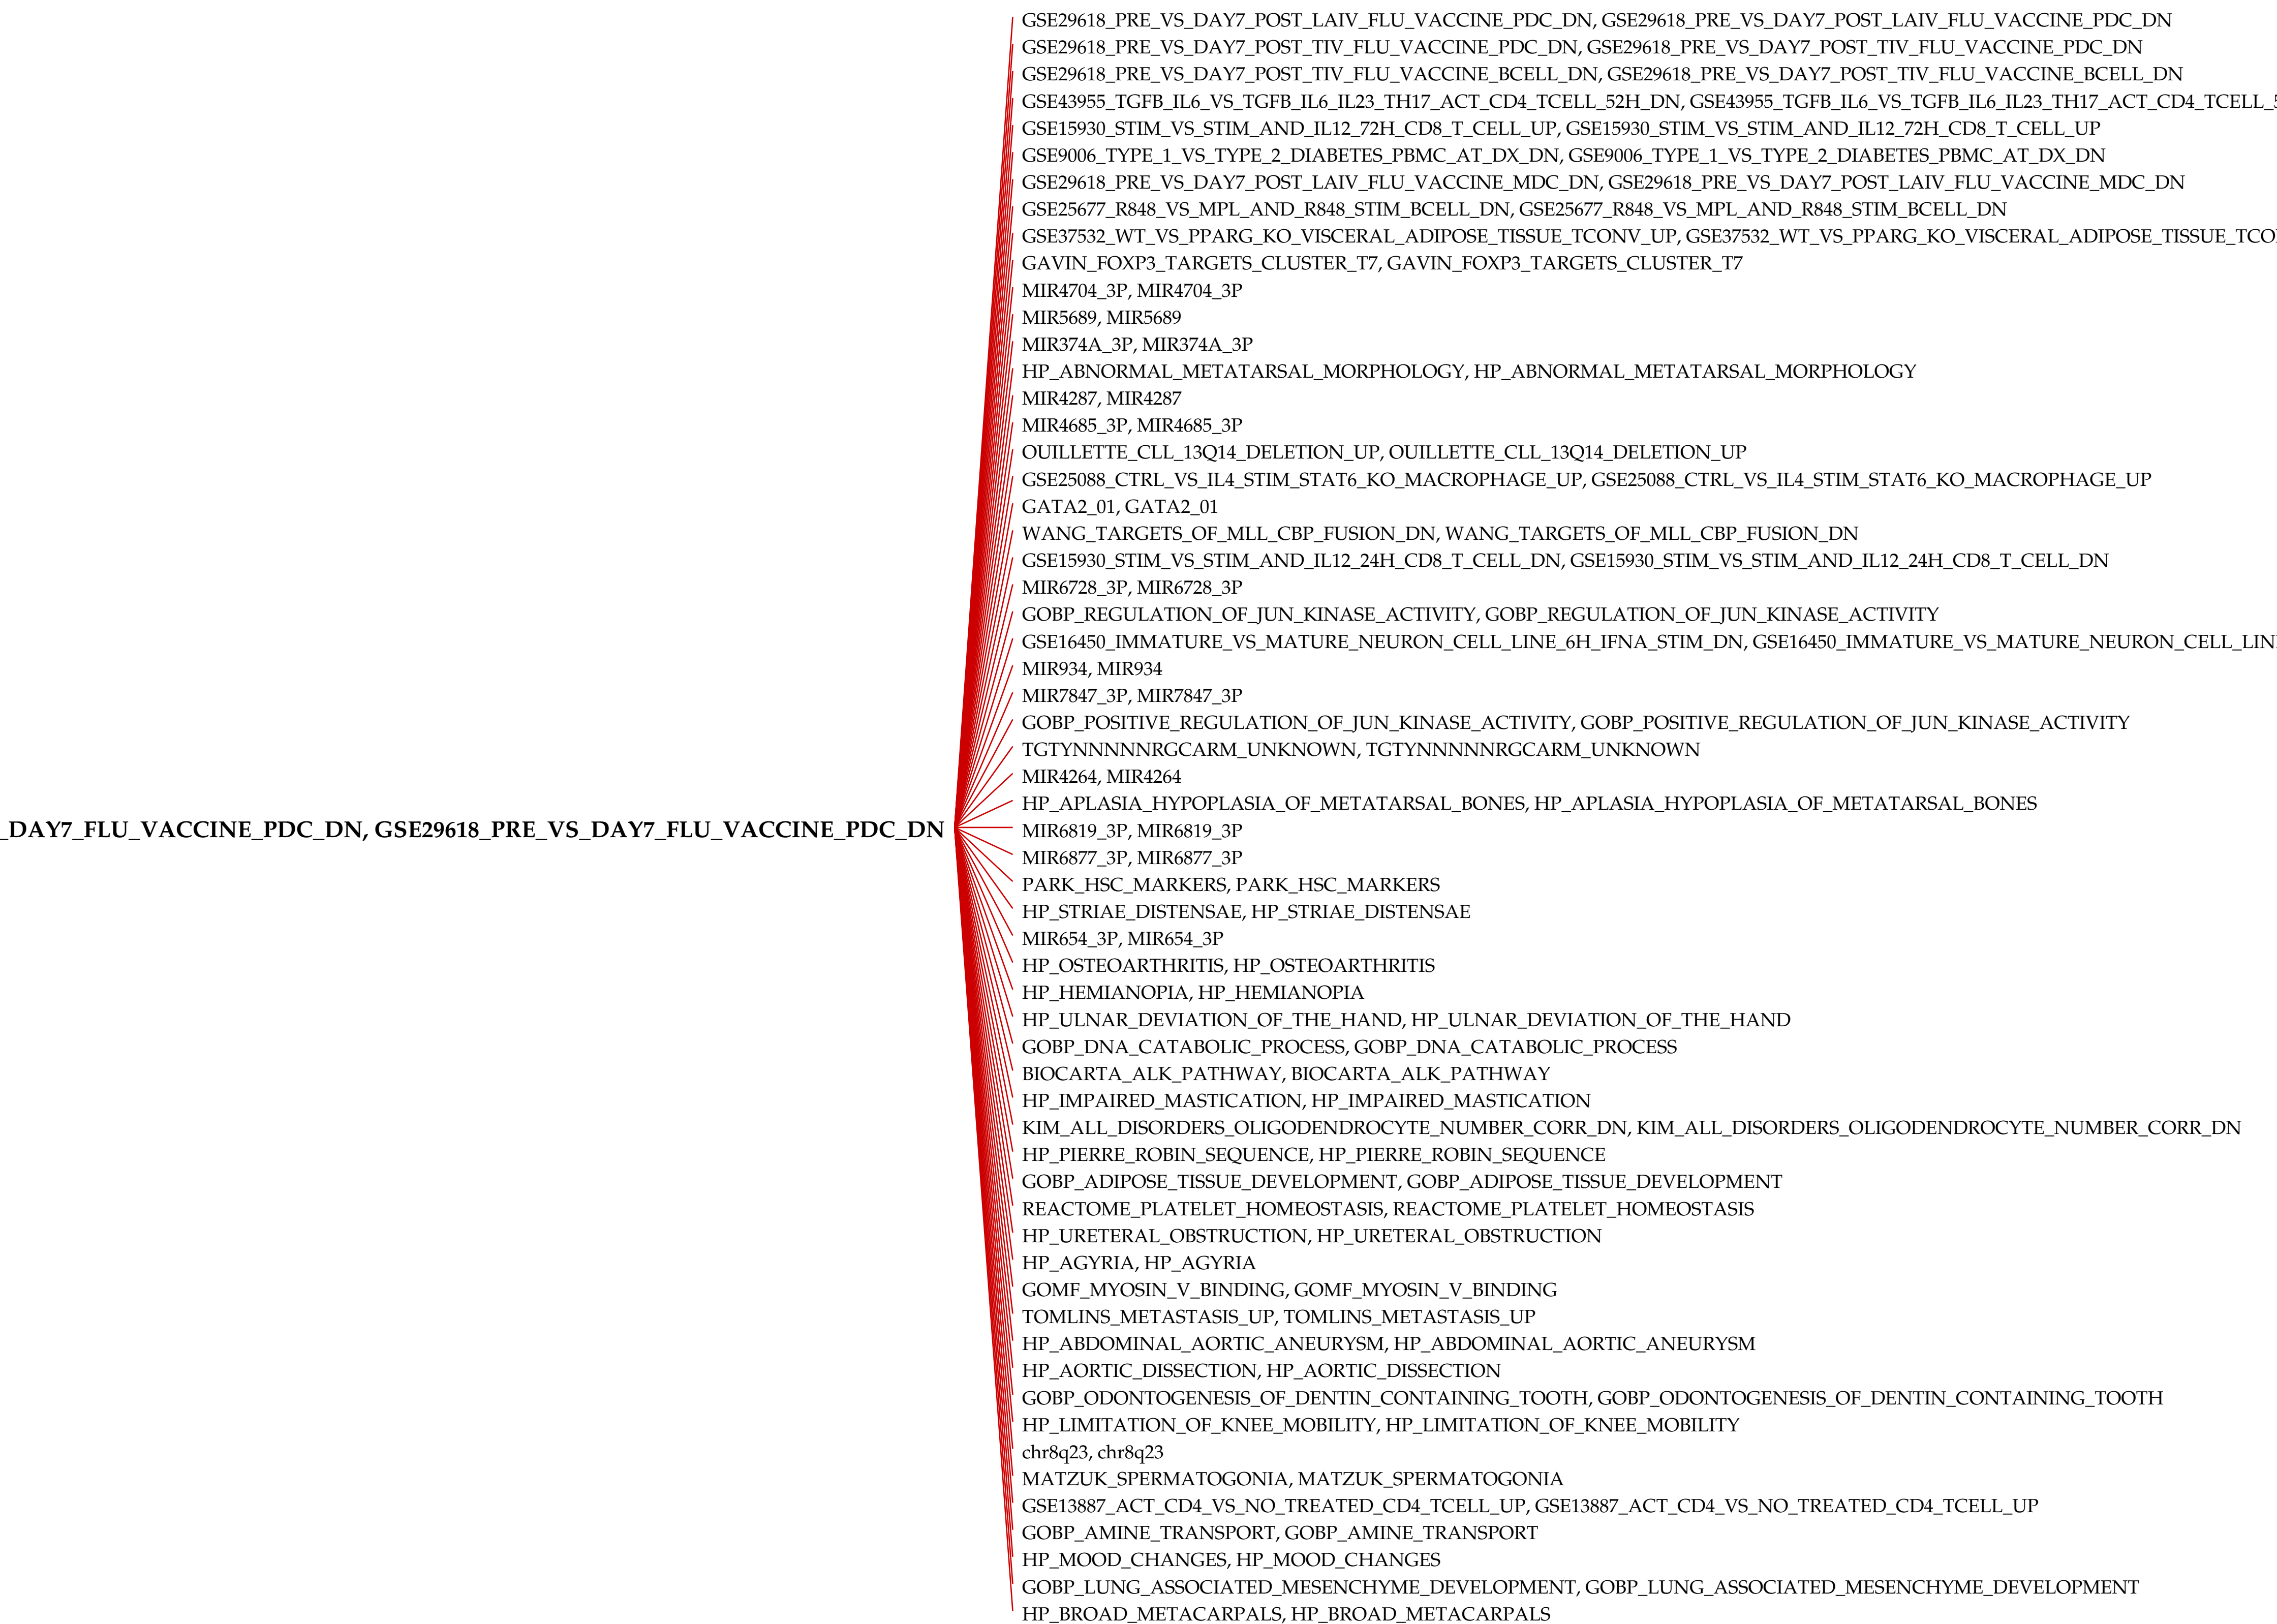 GSE29618_PRE_VS_DAY7_POST_LAIV_FLU_VACCINE_PDC_DN, GSE29618_PRE_VS_DAY7_POST_LAIV_FLU_VACCINE_PDC_DN
GSE29618_PRE_VS_DAY7_POST_TIV_FLU_VACCINE_PDC_DN, GSE29618_PRE_VS_DAY7_POST_TIV_FLU_VACCINE_PDC_DN
GSE29618_PRE_VS_DAY7_POST_TIV_FLU_VACCINE_BCELL_DN, GSE29618_PRE_VS_DAY7_POST_TIV_FLU_VACCINE_BCELL_DN
GSE43955_TGFB_IL6_VS_TGFB_IL6_IL23_TH17_ACT_CD4_TCELL_52H_DN, GSE43955_TGFB_IL6_VS_TGFB_IL6_IL23_TH17_ACT_CD4_TCELL_5
GSE15930_STIM_VS_STIM_AND_IL12_72H_CD8_T_CELL_UP, GSE15930_STIM_VS_STIM_AND_IL12_72H_CD8_T_CELL_UP
GSE9006_TYPE_1_VS_TYPE_2_DIABETES_PBMC_AT_DX_DN, GSE9006_TYPE_1_VS_TYPE_2_DIABETES_PBMC_AT_DX_DN
GSE29618_PRE_VS_DAY7_POST_LAIV_FLU_VACCINE_MDC_DN, GSE29618_PRE_VS_DAY7_POST_LAIV_FLU_VACCINE_MDC_DN
GSE25677_R848_VS_MPL_AND_R848_STIM_BCELL_DN, GSE25677_R848_VS_MPL_AND_R848_STIM_BCELL_DN
GSE37532_WT_VS_PPARG_KO_VISCERAL_ADIPOSE_TISSUE_TCONV_UP, GSE37532_WT_VS_PPARG_KO_VISCERAL_ADIPOSE_TISSUE_TCO
GAVIN_FOXP3_TARGETS_CLUSTER_T7, GAVIN_FOXP3_TARGETS_CLUSTER_T7
MIR4704_3P, MIR4704_3P
MIR5689, MIR5689
MIR374A_3P, MIR374A_3P
HP_ABNORMAL_METATARSAL_MORPHOLOGY, HP_ABNORMAL_METATARSAL_MORPHOLOGY
MIR4287, MIR4287
MIR4685_3P, MIR4685_3P
OUILLETTE_CLL_13Q14_DELETION_UP, OUILLETTE_CLL_13Q14_DELETION_UP
GSE25088_CTRL_VS_IL4_STIM_STAT6_KO_MACROPHAGE_UP, GSE25088_CTRL_VS_IL4_STIM_STAT6_KO_MACROPHAGE_UP
GATA2_01, GATA2_01
WANG_TARGETS_OF_MLL_CBP_FUSION_DN, WANG_TARGETS_OF_MLL_CBP_FUSION_DN
GSE15930_STIM_VS_STIM_AND_IL12_24H_CD8_T_CELL_DN, GSE15930_STIM_VS_STIM_AND_IL12_24H_CD8_T_CELL_DN
MIR6728_3P, MIR6728_3P
GOBP_REGULATION_OF_JUN_KINASE_ACTIVITY, GOBP_REGULATION_OF_JUN_KINASE_ACTIVITY
GSE16450_IMMATURE_VS_MATURE_NEURON_CELL_LINE_6H_IFNA_STIM_DN, GSE16450_IMMATURE_VS_MATURE_NEURON_CELL_LIN
MIR934, MIR934
MIR7847_3P, MIR7847_3P
GOBP_POSITIVE_REGULATION_OF_JUN_KINASE_ACTIVITY, GOBP_POSITIVE_REGULATION_OF_JUN_KINASE_ACTIVITY
TGTYNNNNNRGCARM_UNKNOWN, TGTYNNNNNRGCARM_UNKNOWN
MIR4264, MIR4264
HP_APLASIA_HYPOPLASIA_OF_METATARSAL_BONES, HP_APLASIA_HYPOPLASIA_OF_METATARSAL_BONES
_DAY7_FLU_VACCINE_PDC_DN, GSE29618_PRE_VS_DAY7_FLU_VACCINE_PDC_DN
MIR6819_3P, MIR6819_3P
MIR6877_3P, MIR6877_3P
PARK_HSC_MARKERS, PARK_HSC_MARKERS
HP_STRIAE_DISTENSAE, HP_STRIAE_DISTENSAE
MIR654_3P, MIR654_3P
HP_OSTEOARTHRITIS, HP_OSTEOARTHRITIS
HP_HEMIANOPIA, HP_HEMIANOPIA
HP_ULNAR_DEVIATION_OF_THE_HAND, HP_ULNAR_DEVIATION_OF_THE_HAND
GOBP_DNA_CATABOLIC_PROCESS, GOBP_DNA_CATABOLIC_PROCESS
BIOCARTA_ALK_PATHWAY, BIOCARTA_ALK_PATHWAY
HP_IMPAIRED_MASTICATION, HP_IMPAIRED_MASTICATION
KIM_ALL_DISORDERS_OLIGODENDROCYTE_NUMBER_CORR_DN, KIM_ALL_DISORDERS_OLIGODENDROCYTE_NUMBER_CORR_DN
HP_PIERRE_ROBIN_SEQUENCE, HP_PIERRE_ROBIN_SEQUENCE
GOBP_ADIPOSE_TISSUE_DEVELOPMENT, GOBP_ADIPOSE_TISSUE_DEVELOPMENT
REACTOME_PLATELET_HOMEOSTASIS, REACTOME_PLATELET_HOMEOSTASIS
HP_URETERAL_OBSTRUCTION, HP_URETERAL_OBSTRUCTION
HP_AGYRIA, HP_AGYRIA
GOMF_MYOSIN_V_BINDING, GOMF_MYOSIN_V_BINDING
TOMLINS_METASTASIS_UP, TOMLINS_METASTASIS_UP
HP_ABDOMINAL_AORTIC_ANEURYSM, HP_ABDOMINAL_AORTIC_ANEURYSM
HP_AORTIC_DISSECTION, HP_AORTIC_DISSECTION
GOBP_ODONTOGENESIS_OF_DENTIN_CONTAINING_TOOTH, GOBP_ODONTOGENESIS_OF_DENTIN_CONTAINING_TOOTH
HP_LIMITATION_OF_KNEE_MOBILITY, HP_LIMITATION_OF_KNEE_MOBILITY
chr8q23, chr8q23
MATZUK_SPERMATOGONIA, MATZUK_SPERMATOGONIA
GSE13887_ACT_CD4_VS_NO_TREATED_CD4_TCELL_UP, GSE13887_ACT_CD4_VS_NO_TREATED_CD4_TCELL_UP
GOBP_AMINE_TRANSPORT, GOBP_AMINE_TRANSPORT
HP_MOOD_CHANGES, HP_MOOD_CHANGES
GOBP_LUNG_ASSOCIATED_MESENCHYME_DEVELOPMENT, GOBP_LUNG_ASSOCIATED_MESENCHYME_DEVELOPMENT
HP_BROAD_METACARPALS, HP_BROAD_METACARPALS